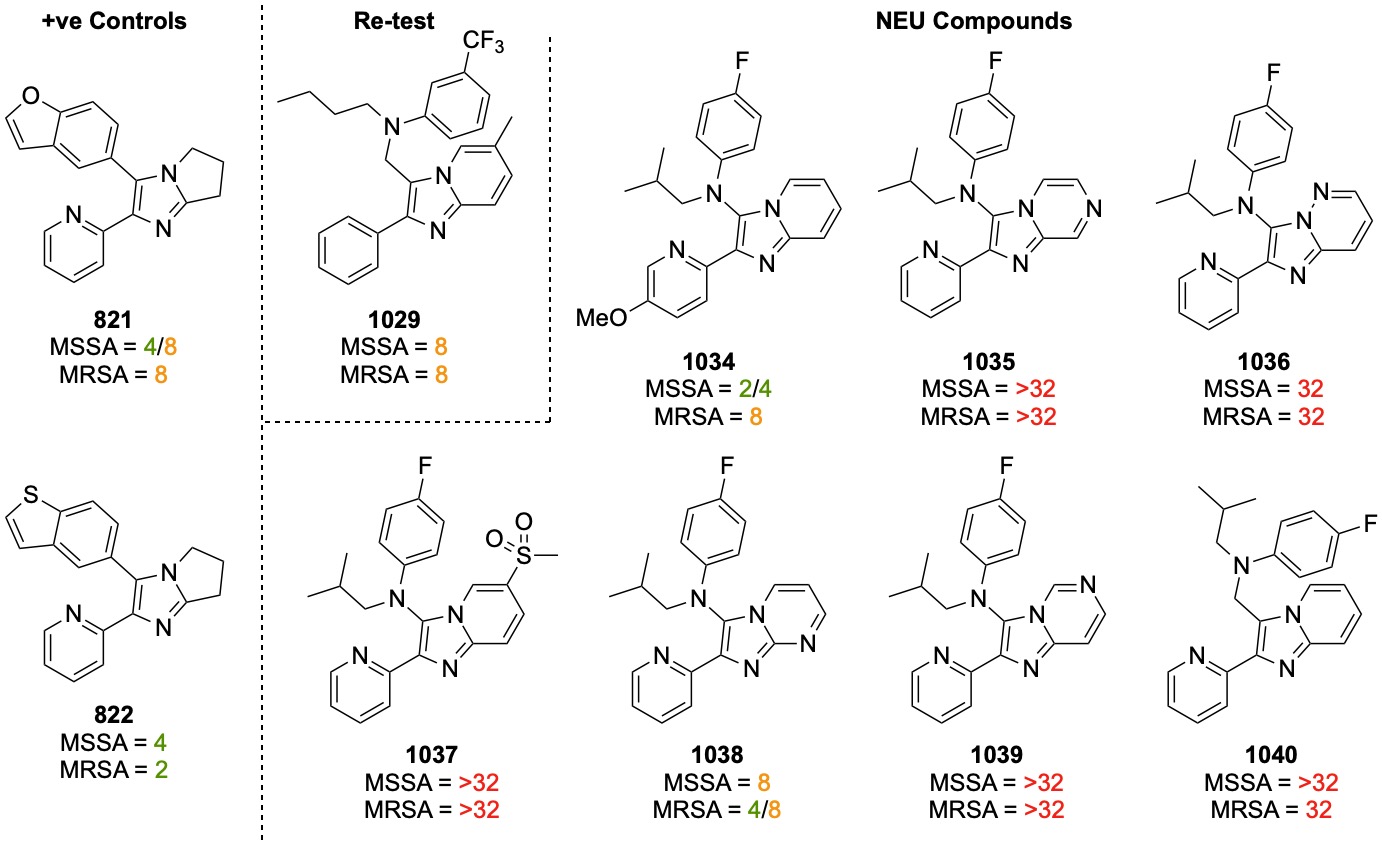 +ve Controls
Re-test
NEU Compounds
O
N
N
N
821
MSSA = 4/8
MRSA = 8
CF3
N
N
N
1029
MSSA = 8
MRSA = 8
F
N
N
N
N
MeO
1034
MSSA = 2/4
MRSA = 8
F
N
N
N
N
N
1035
MSSA = >32
MRSA = >32
F
N
N
N
N
N
1036
MSSA = 32
MRSA = 32
S
N
N
N
822
MSSA = 4
MRSA = 2
F
O
O
S
N
N
N
N
1037
MSSA = >32
MRSA = >32
F
N
N
N
N
N
1038
MSSA = 8
MRSA = 4/8
F
N
N
N
N
N
1039
MSSA = >32
MRSA = >32
F
N
N
N
N
1040
MSSA = >32
MRSA = 32